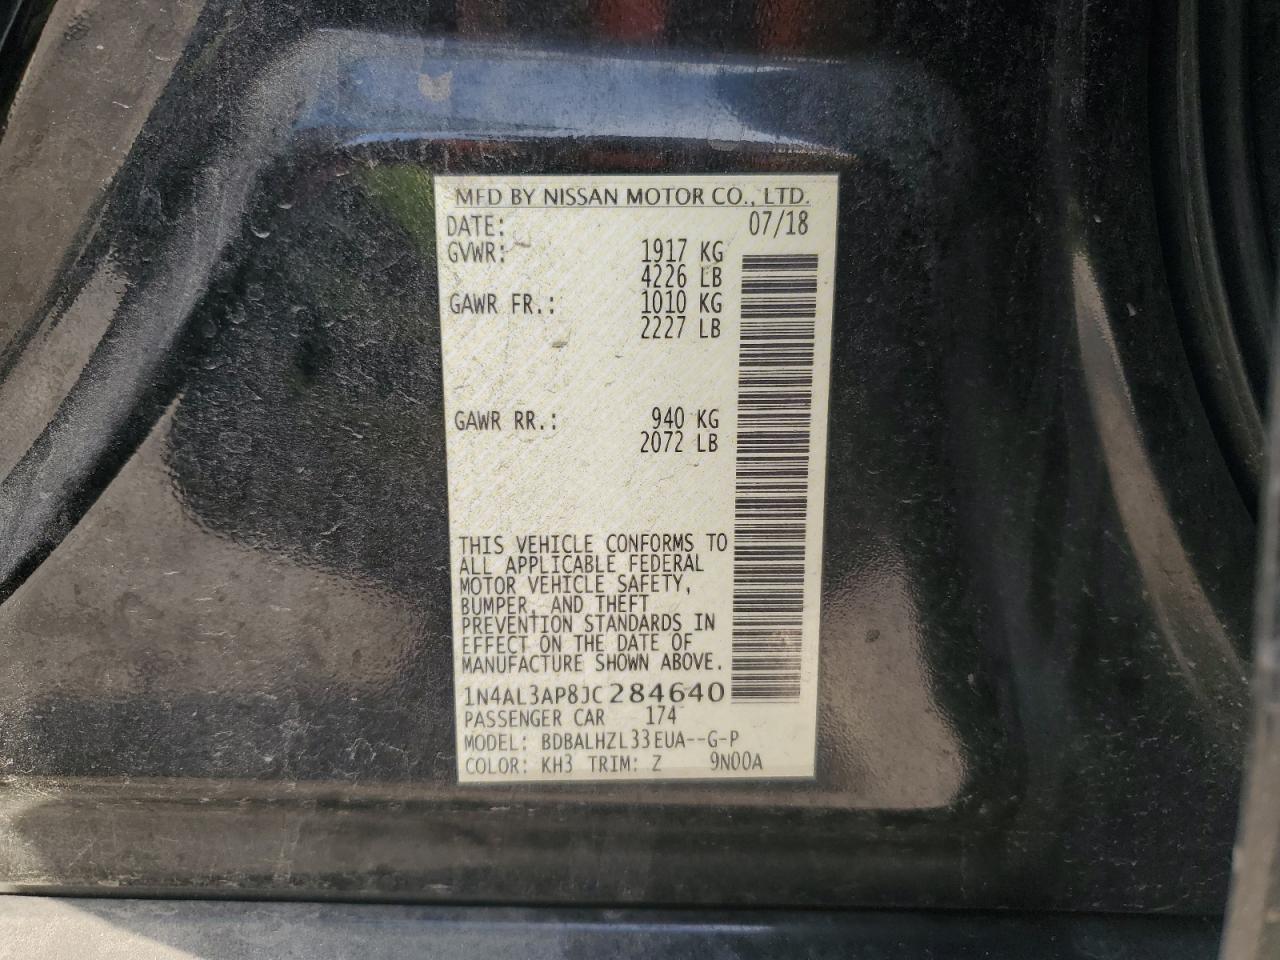 MFD BY NISSAN MOTOR CO., LTD.
DATE: 07/18
GVWR: 1917 KG
4226 LB
GAWR FR.: 1010 KG
2227 LB
GAWR RR.: 940 KG
2072 LB
THIS VEHICLE CONFORMS TO
ALL APPLICABLE FEDERAL
MOTOR VEHICLE SAFETY,
BUMPER, AND THEFT
PREVENTION STANDARDS IN
EFFECT ON THE DATE OF
MANUFACTURE SHOWN ABOVE.
1N4AL3AP8JC284640
PASSENGER CAR 174
MODEL: BDBALHZL33EUA--G-P
COLOR: KH3 TRIM: Z 9N00A